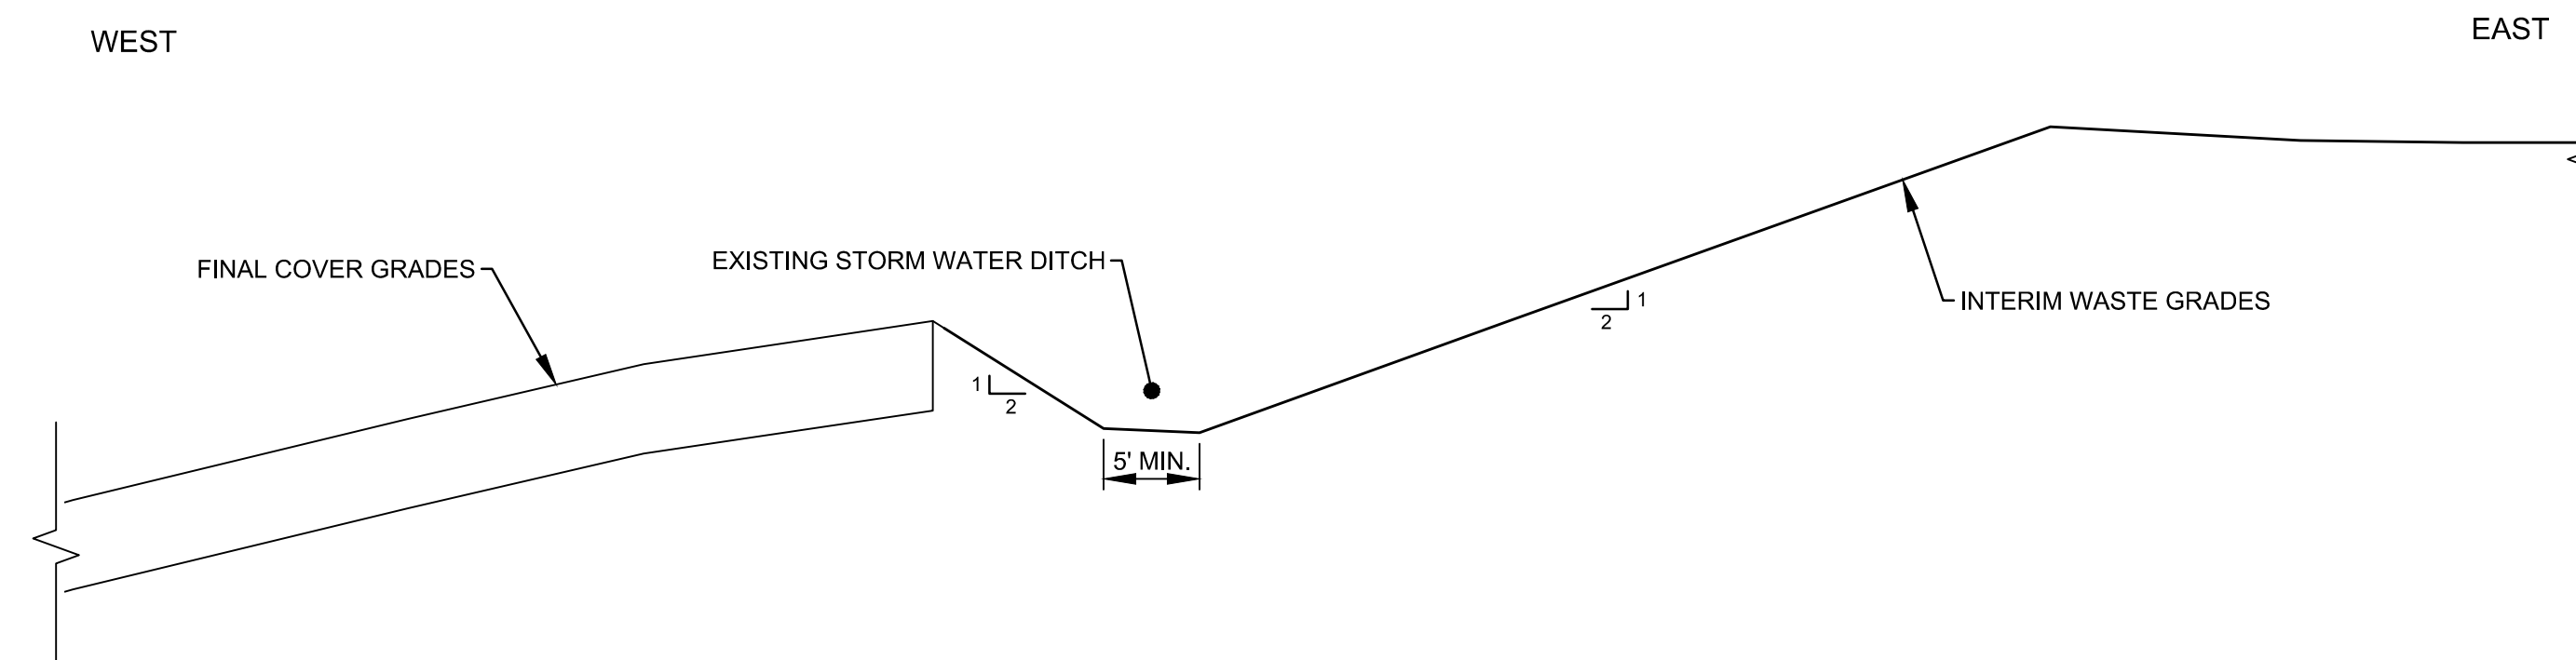 WEST
EAST
FINAL COVER GRADES
EXISTING STORM WATER DITCH
INTERIM WASTE GRADES
1
2
1
2
5' MIN.